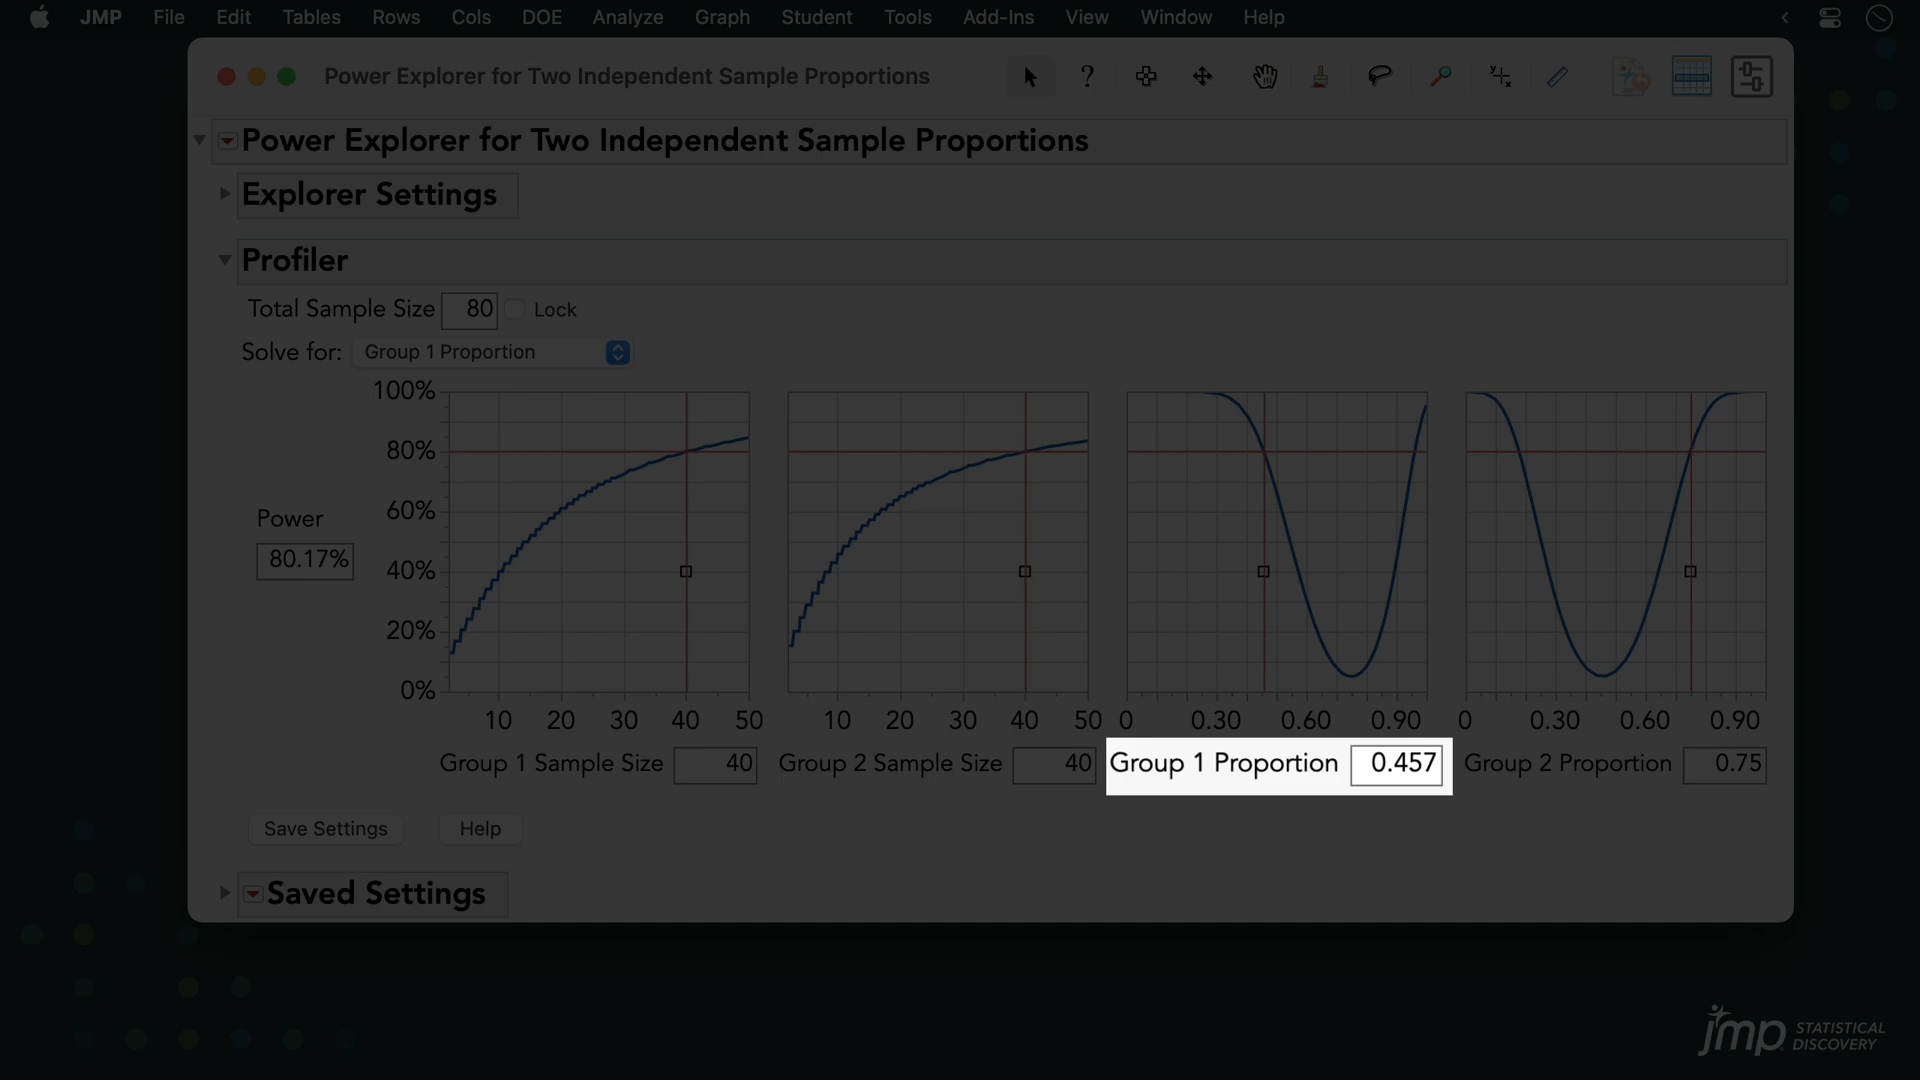 JMP File Edit Tables Rows Cols DOE Analyze Graph Student Tools Add-Ins View Window Help
Power Explorer for Two Independent Sample Proportions
Power Explorer for Two Independent Sample Proportions
Explorer Settings
Profiler
Total Sample Size 80 Lock
Solve for: Group 1 Proportion
100%
80%
60%
Power
80.17%
40%
20%
0%
10 20 30 40 50 10 20 30 40 50 0 0.30 0.60 0.90 0 0.30 0.60 0.90
Group 1 Sample Size 40 Group 2 Sample Size 40 Group 1 Proportion 0.457 Group 2 Proportion 0.75
Save Settings Help
Saved Settings
jmp STATISTICAL DISCOVERY